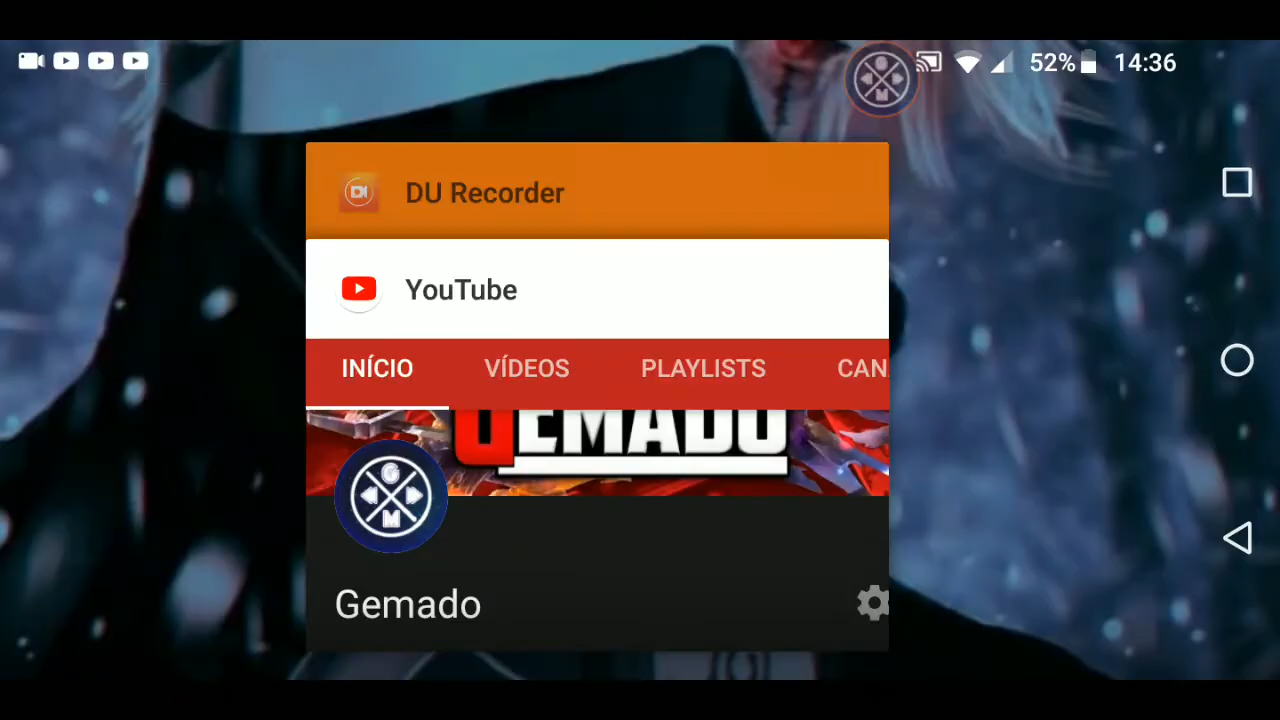 52% 14:36
DU Recorder
YouTube
INÍCIO VÍDEOS PLAYLISTS CAN
GEMADO
G
M
Gemado